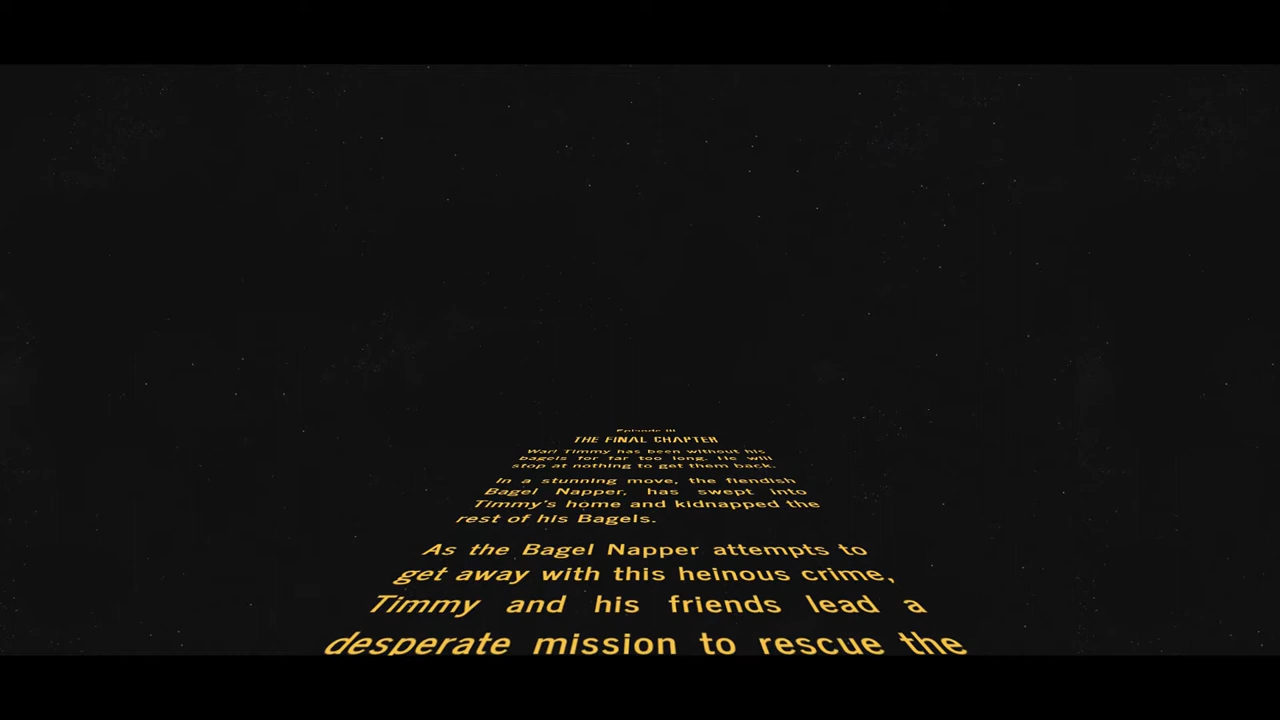 Episode III
THE FINAL CHAPTER
War! Timmy has been without his
bagels for far too long. He will
stop at nothing to get them back.
In a stunning move, the fiendish
Bagel Napper, has swept into
Timmy's home and kidnapped the
rest of his Bagels.
As the Bagel Napper attempts to
get away with this heinous crime,
Timmy and his friends lead a
desperate mission to rescue the